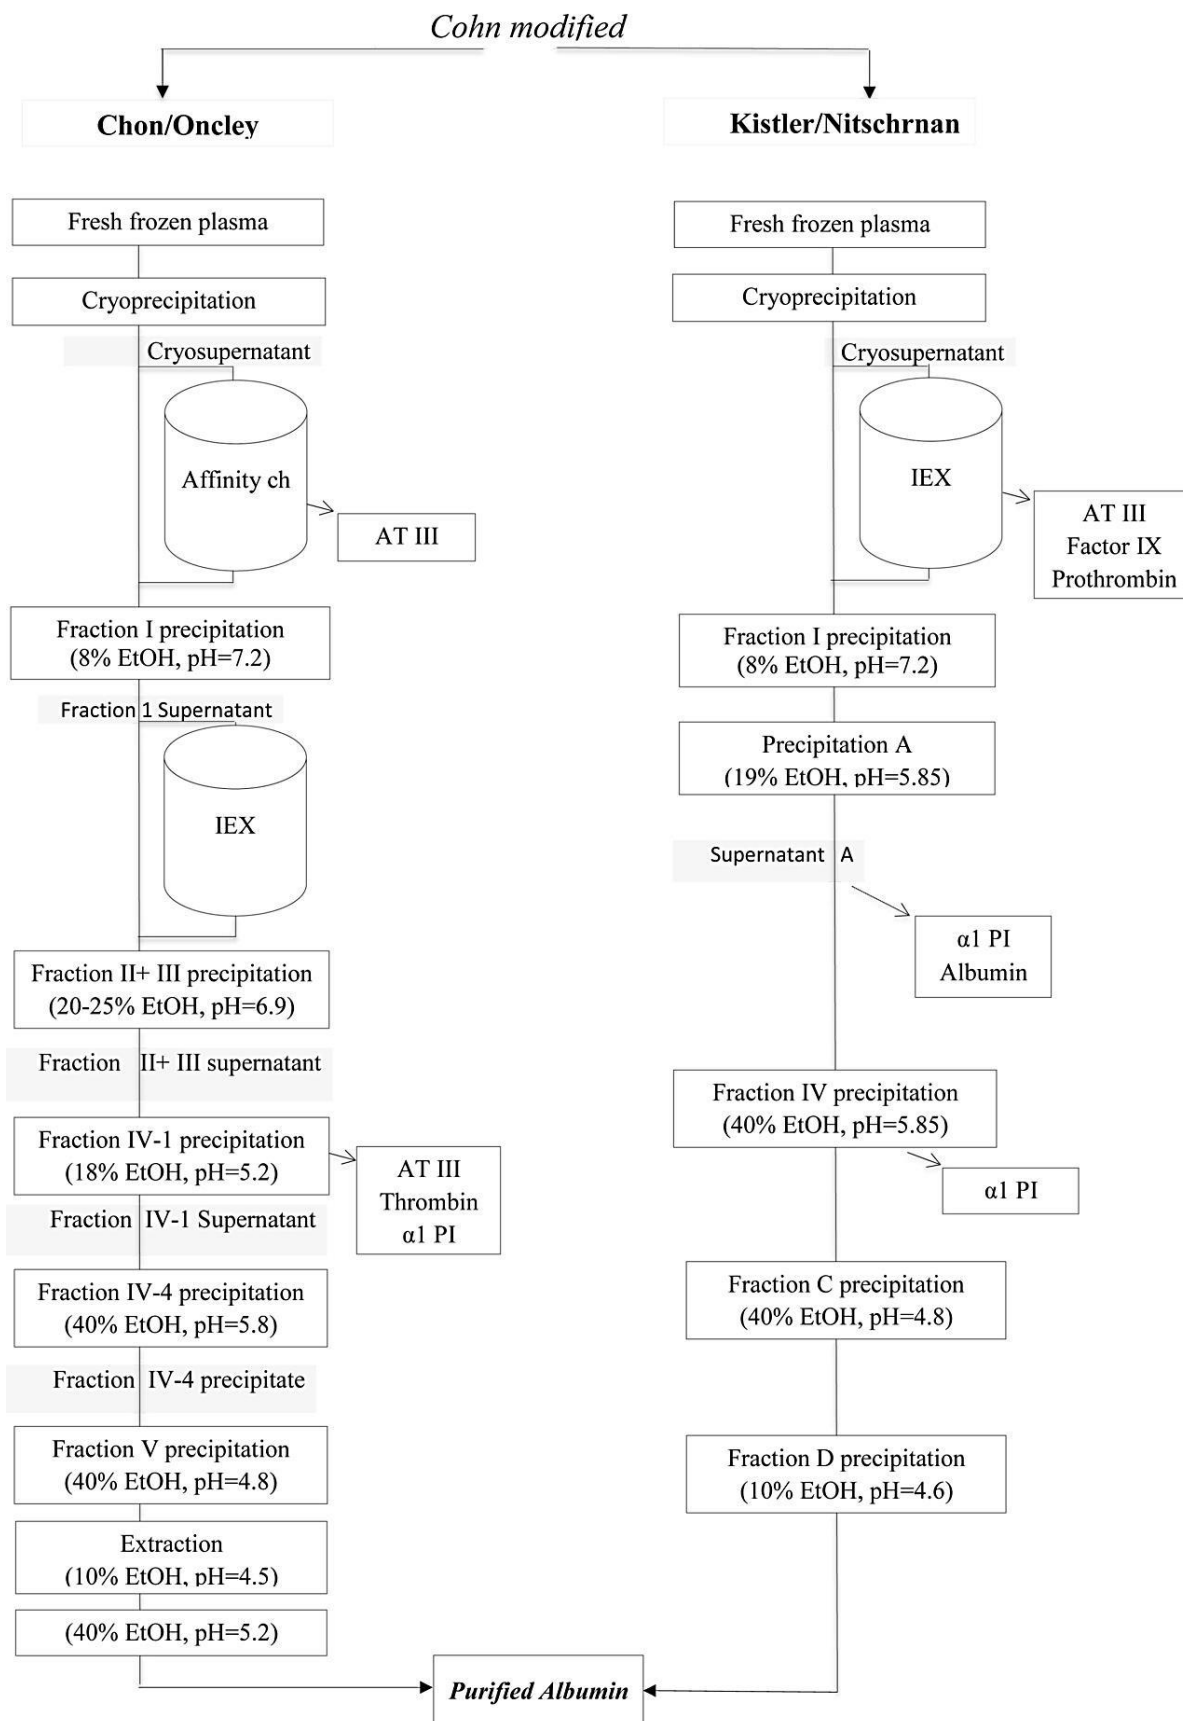 Cohn modified
Chon/Oncley
Fresh frozen plasma
Cryoprecipitation
Cryosupernatant
Affinity ch
AT III
Fraction I precipitation
(8% EtOH, pH=7.2)
Fraction 1 Supernatant
IEX
Fraction II+ III precipitation
(20-25% EtOH, pH=6.9)
Fraction II+ III supernatant
Fraction IV-1 precipitation
(18% EtOH, pH=5.2)
AT III
Thrombin
α1 PI
Fraction IV-1 Supernatant
Fraction IV-4 precipitation
(40% EtOH, pH=5.8)
Fraction IV-4 precipitate
Fraction V precipitation
(40% EtOH, pH=4.8)
Extraction
(10% EtOH, pH=4.5)
(40% EtOH, pH=5.2)
Kistler/Nitschrnan
Fresh frozen plasma
Cryoprecipitation
Cryosupernatant
IEX
AT III
Factor IX
Prothrombin
Fraction I precipitation
(8% EtOH, pH=7.2)
Precipitation A
(19% EtOH, pH=5.85)
Supernatant A
α1 PI
Albumin
Fraction IV precipitation
(40% EtOH, pH=5.85)
α1 PI
Fraction C precipitation
(40% EtOH, pH=4.8)
Fraction D precipitation
(10% EtOH, pH=4.6)
Purified Albumin